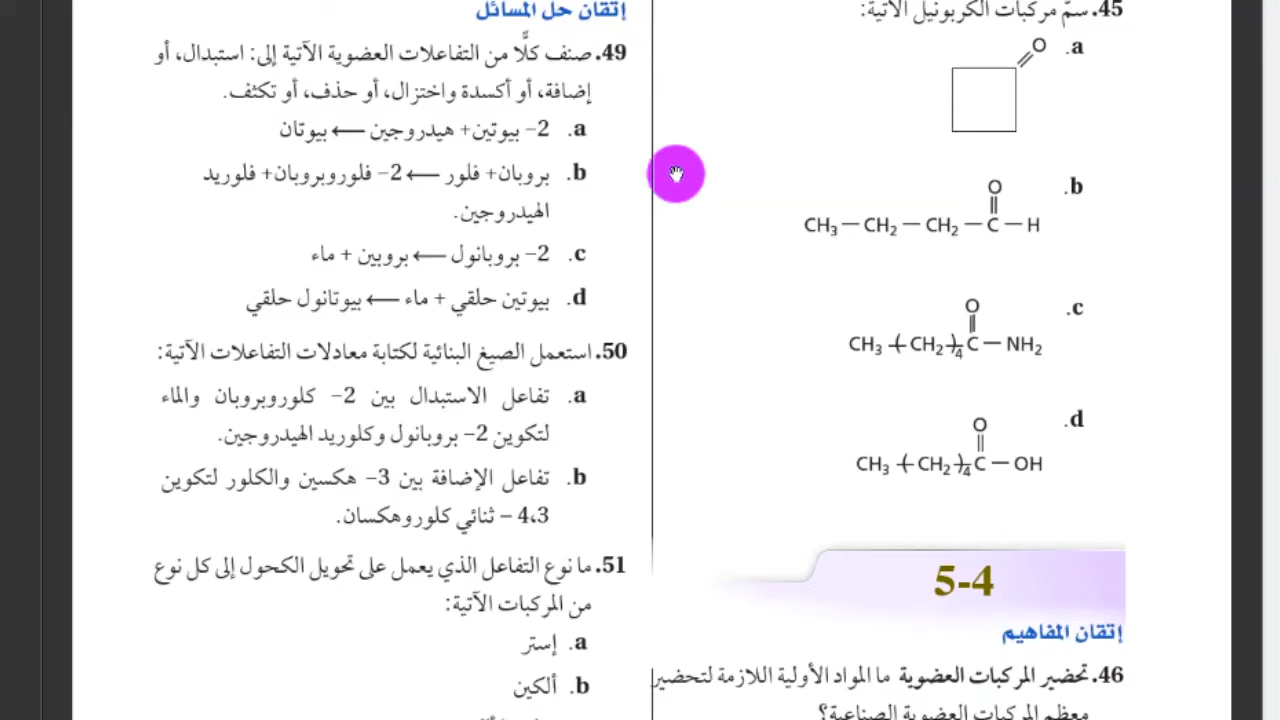 45. سمّ مركبات الكربونيل الآتية:
a.
O
b.
O
CH3 — CH2 — CH2 — C — H
c.
O
CH3 —( CH2 )4 C — NH2
d.
O
CH3 —( CH2 )4 C — OH
5-4
إتقان المفاهيم
46. تحضير المركبات العضوية ما المواد الأولية اللازمة لتحضير
معظم المركبات العضوية الصناعية؟
إتقان حل المسائل
49. صنف كلًّا من التفاعلات العضوية الآتية إلى: استبدال، أو
إضافة، أو أكسدة واختزال، أو حذف، أو تكثف.
a. 2- بيوتين+ هيدروجين ⟵ بيوتان
b. بروبان+ فلور ⟵ 2- فلوروبروبان+ فلوريد
الهيدروجين.
c. 2- بروبانول ⟵ بروبين + ماء
d. بيوتين حلقي + ماء ⟵ بيوتانول حلقي
50. استعمل الصيغ البنائية لكتابة معادلات التفاعلات الآتية:
a. تفاعل الاستبدال بين 2- كلوروبروبان والماء
لتكوين 2- بروبانول وكلوريد الهيدروجين.
b. تفاعل الإضافة بين 3- هكسين والكلور لتكوين
4،3 – ثنائي كلوروهكسان.
51. ما نوع التفاعل الذي يعمل على تحويل الكحول إلى كل نوع
من المركبات الآتية:
a. إستر
b. ألكين